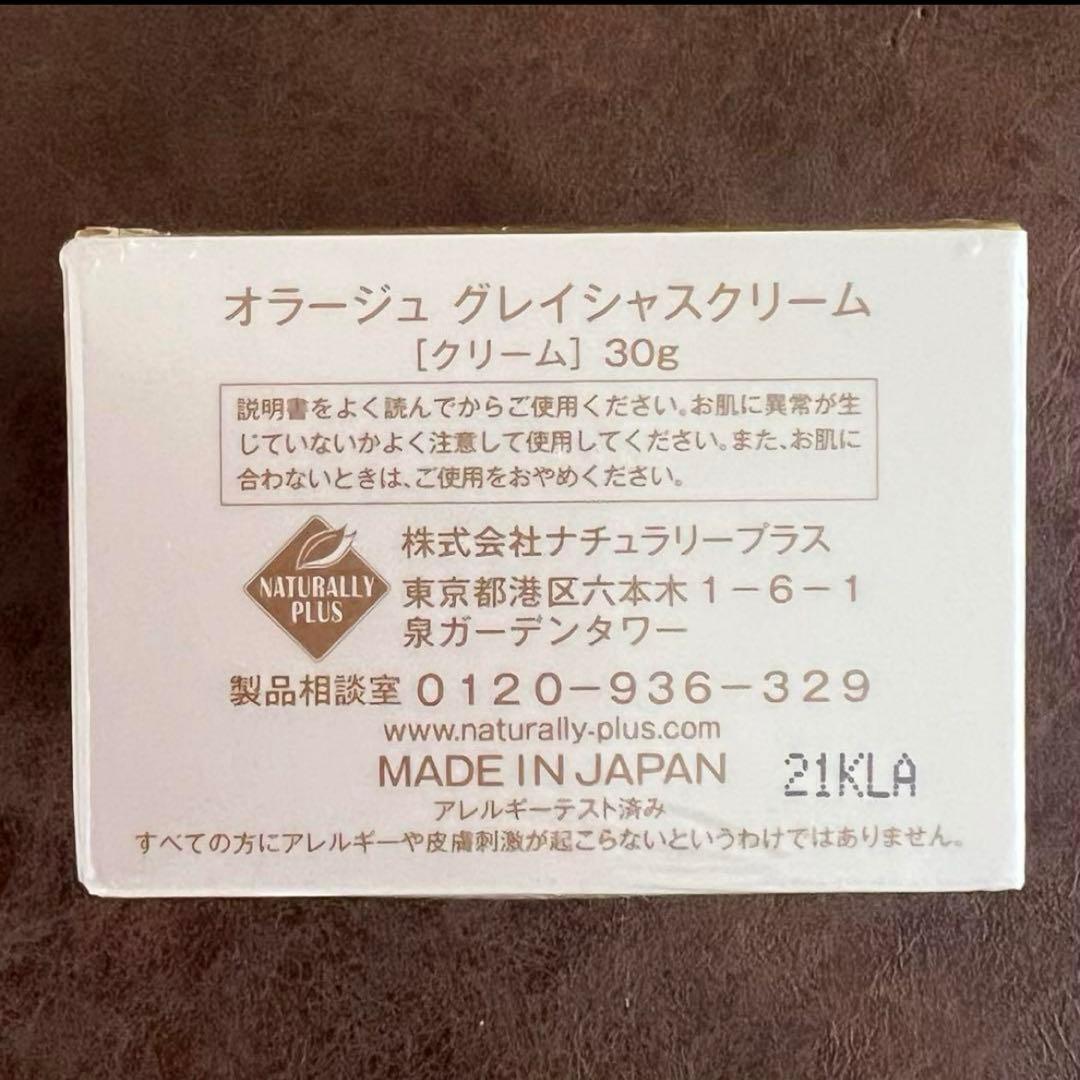 オラージュ グレイシャスクリーム
［クリーム］ 30g
説明書をよく読んでからご使用ください。お肌に異常が生
じていないかよく注意して使用してください。また、お肌に
合わないときは、ご使用をおやめください。
NATURALLY
PLUS
株式会社ナチュラリープラス
東京都港区六本木1－6－1
泉ガーデンタワー
製品相談室 0120－936－329
www.naturally-plus.com
MADE IN JAPAN
21KLA
アレルギーテスト済み
すべての方にアレルギーや皮膚刺激が起こらないというわけではありません。